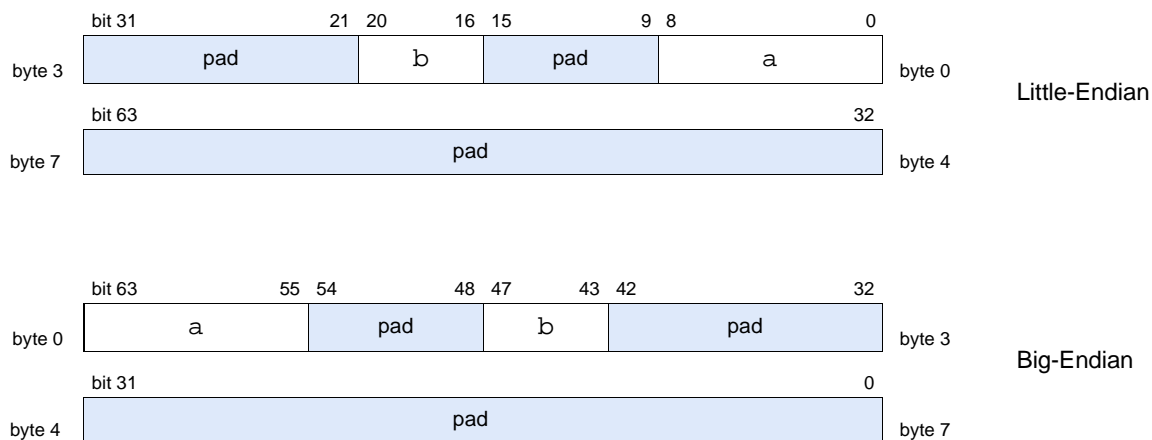 bit 31 21 20 16 15 9 8 0
byte 3 pad b pad a byte 0
Little-Endian
bit 63 32
byte 7 pad byte 4
bit 63 55 54 48 47 43 42 32
byte 0 a pad b pad byte 3
Big-Endian
bit 31 0
byte 4 pad byte 7